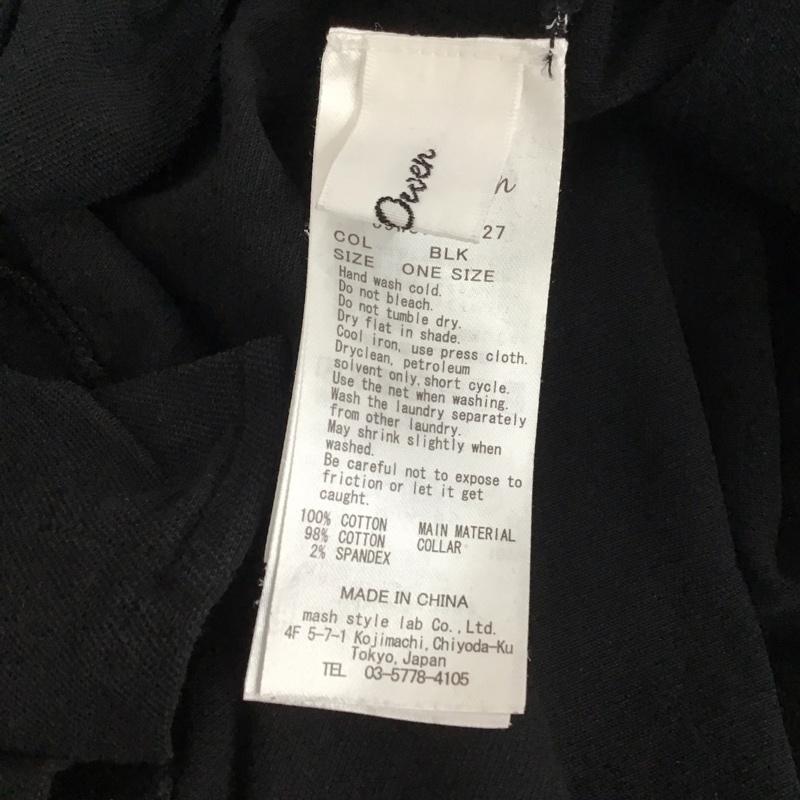 Owen
n
27
COL BLK
SIZE ONE SIZE
Hand wash cold.
Do not bleach.
Do not tumble dry.
Dry flat in shade.
Cool iron, use press cloth.
Dryclean, petroleum
solvent only, short cycle.
Use the net when washing.
Wash the laundry separately
from other laundry.
May shrink slightly when
washed.
Be careful not to expose to
friction or let it get
caught.
100% COTTON MAIN MATERIAL
98% COTTON COLLAR
2% SPANDEX
MADE IN CHINA
mash style lab Co.,Ltd.
4F 5-7-1 Kojimachi, Chiyoda-Ku
Tokyo, Japan
TEL 03-5778-4105